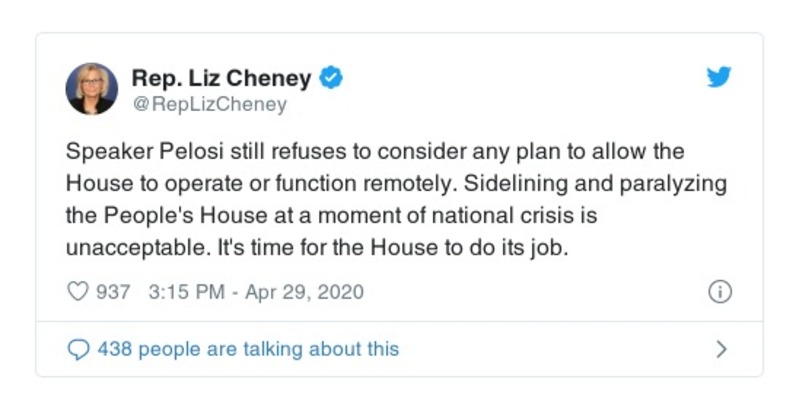 Rep. Liz Cheney
@RepLizCheney
Speaker Pelosi still refuses to consider any plan to allow the
House to operate or function remotely. Sidelining and paralyzing
the People's House at a moment of national crisis is
unacceptable. It's time for the House to do its job.
937 3:15 PM - Apr 29, 2020
438 people are talking about this